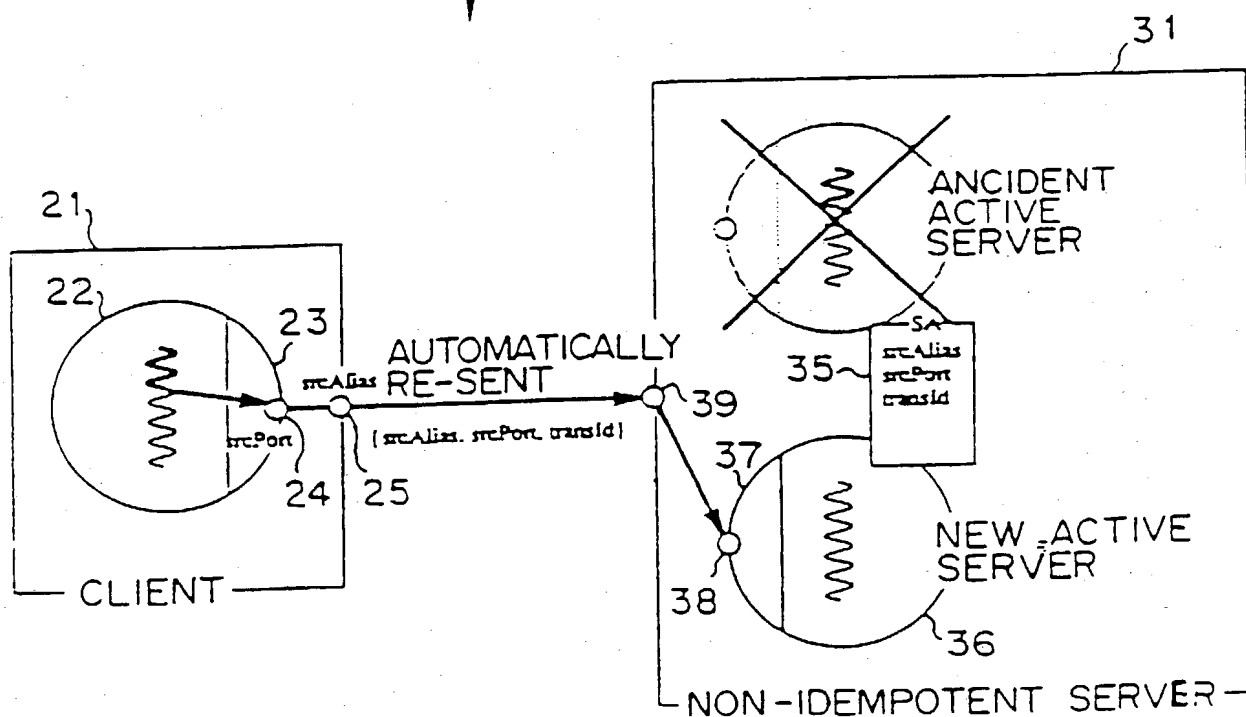 31
21
22
23
ANCIDENT
ACTIVE
SERVER
SA
srcAlias
srcPort
transId
35
AUTOMATICALLY
RE-SENT
srcAlias
39
srcPort
(srcAlias, srcPort, transId)
24
25
37
38
NEW ACTIVE
SERVER
36
CLIENT
NON-IDEMPOTENT SERVER